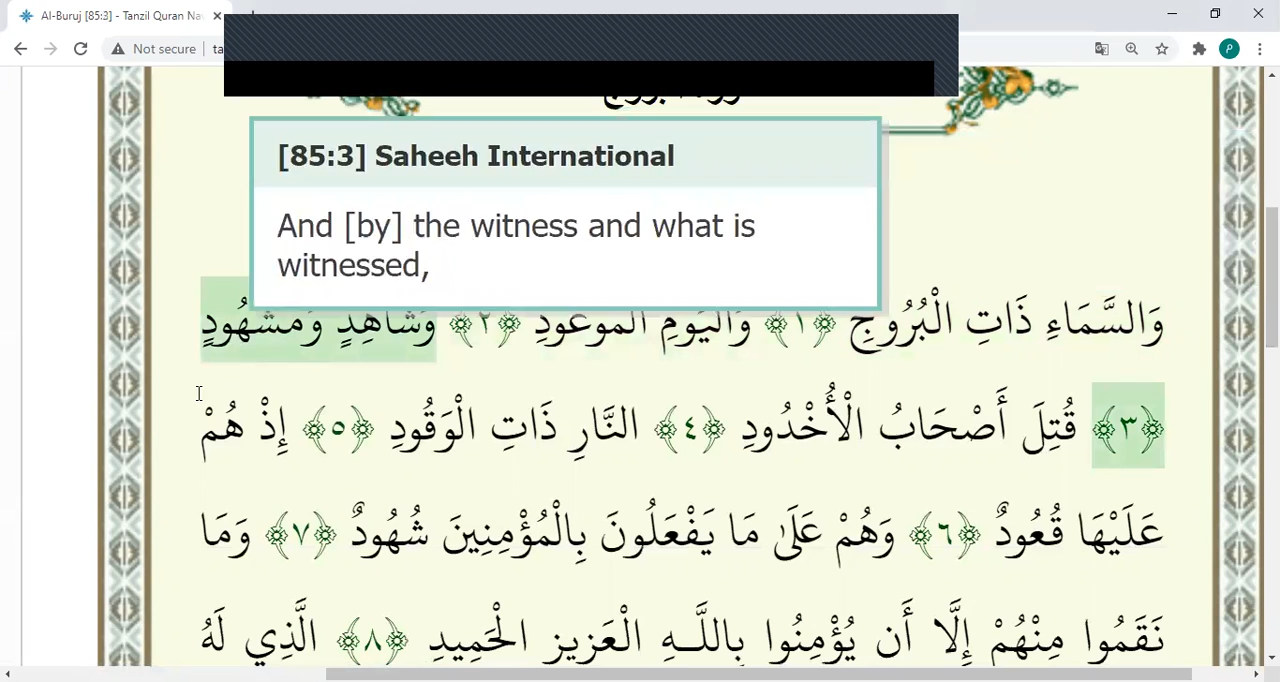 Al-Buruj [85:3] - Tanzil Quran Na
Not secure
P
[85:3] Saheeh International
And [by] the witness and what is
witnessed,
وَالسَّمَاءِ ذَاتِ الْبُرُوجِ ﴿١﴾ وَالْيَوْمِ الْمَوْعُودِ ﴿٢﴾ وَشَاهِدٍ وَمَشْهُودٍ
﴿٣﴾ قُتِلَ أَصْحَابُ الْأُخْدُودِ ﴿٤﴾ النَّارِ ذَاتِ الْوَقُودِ ﴿٥﴾ إِذْ هُمْ
عَلَيْهَا قُعُودٌ ﴿٦﴾ وَهُمْ عَلَىٰ مَا يَفْعَلُونَ بِالْمُؤْمِنِينَ شُهُودٌ ﴿٧﴾ وَمَا
نَقَمُوا مِنْهُمْ إِلَّا أَن يُؤْمِنُوا بِاللَّـهِ الْعَزِيزِ الْحَمِيدِ ﴿٨﴾ الَّذِي لَهُ